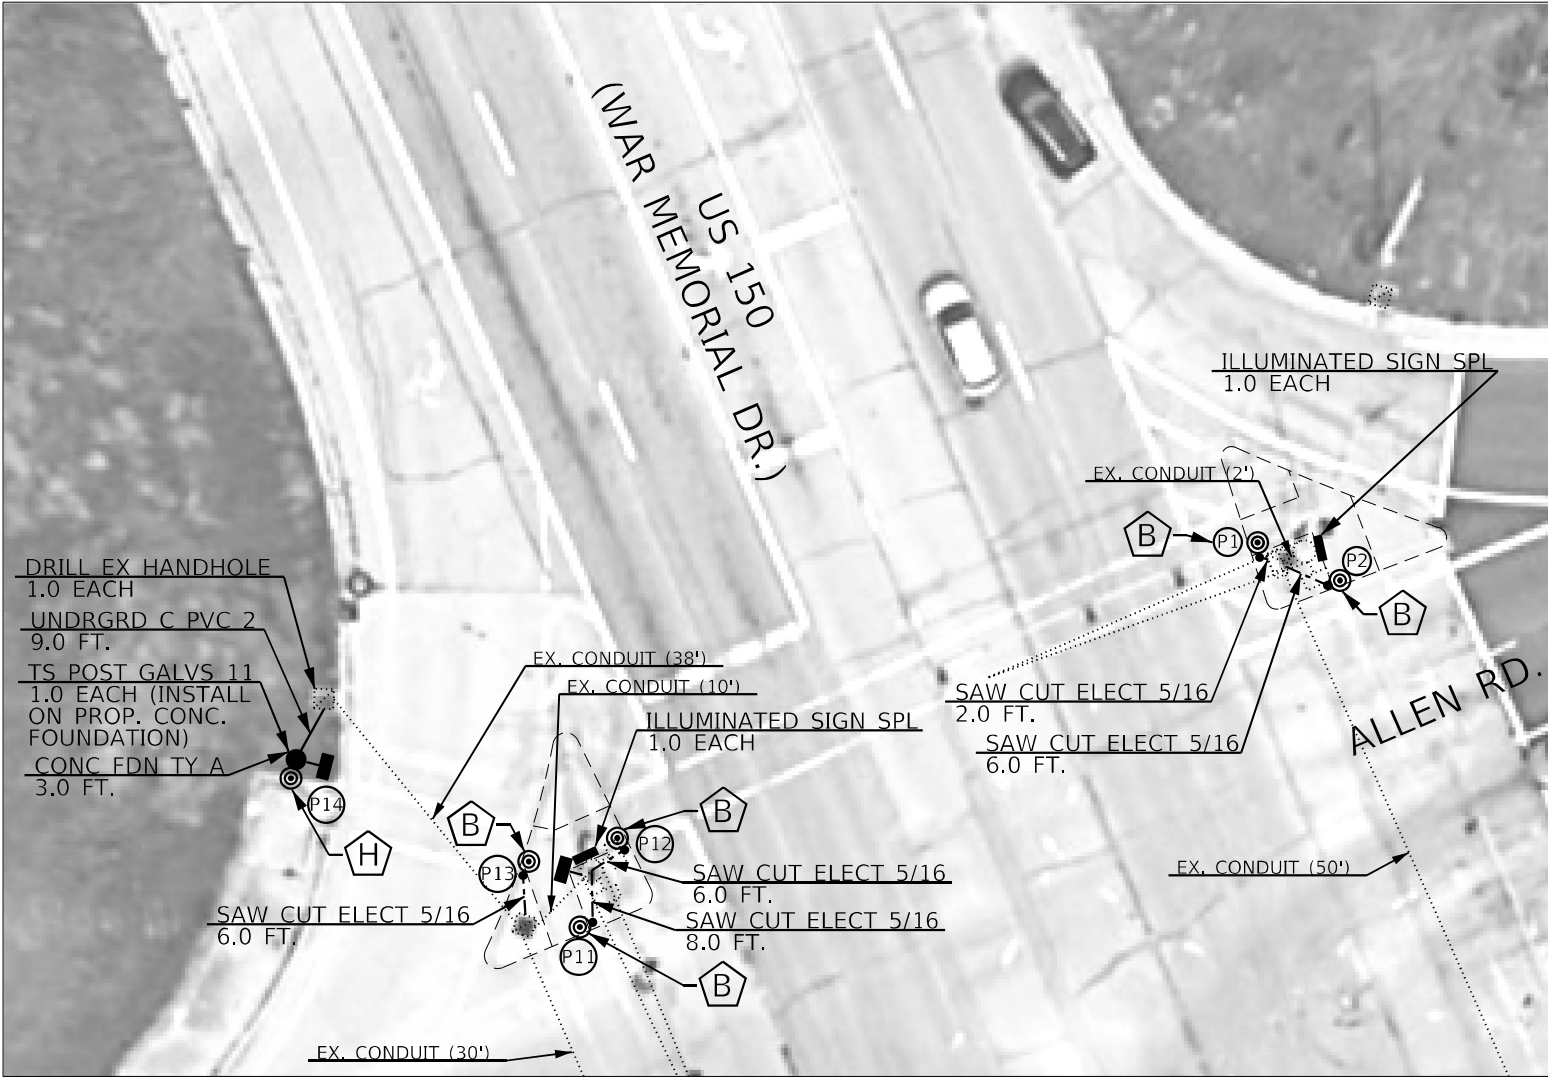 (WAR MEMORIAL DR.)
US 150
ILLUMINATED SIGN SPL
1.0 EACH
EX. CONDUIT (2')
B
P1
P2
B
DRILL EX HANDHOLE
1.0 EACH
UNDRGRD C PVC 2
9.0 FT.
TS POST GALVS 11
1.0 EACH (INSTALL
ON PROP. CONC.
FOUNDATION)
CONC FDN TY A
3.0 FT.
P14
H
EX. CONDUIT (38')
EX. CONDUIT (10')
ILLUMINATED SIGN SPL
1.0 EACH
SAW CUT ELECT 5/16
2.0 FT.
SAW CUT ELECT 5/16
6.0 FT.
ALLEN RD.
B
B
P12
P13
SAW CUT ELECT 5/16
6.0 FT.
SAW CUT ELECT 5/16
8.0 FT.
SAW CUT ELECT 5/16
6.0 FT.
P11
B
EX. CONDUIT (50')
EX. CONDUIT (30')